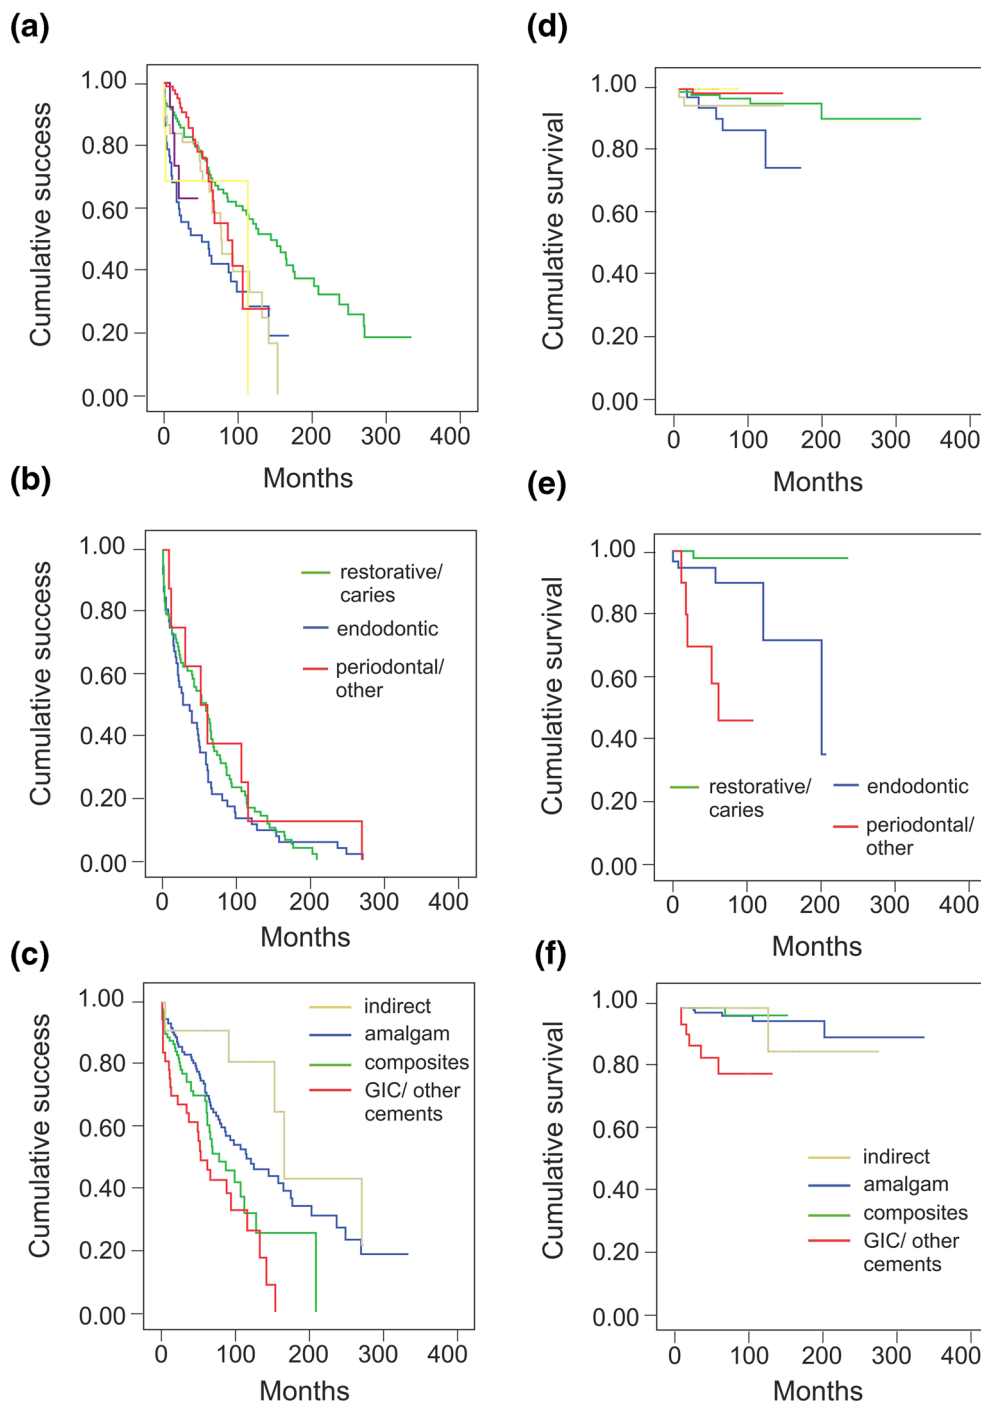 (a)
Cumulative success
1.00
0.80
0.60
0.40
0.20
0.00
0 100 200 300 400
Months
(d)
Cumulative survival
1.00
0.80
0.60
0.40
0.20
0.00
0 100 200 300 400
Months
(b)
Cumulative success
1.00
0.80
0.60
0.40
0.20
0.00
restorative/
caries
endodontic
periodontal/
other
0 100 200 300 400
Months
(e)
Cumulative survival
1.00
0.80
0.60
0.40
0.20
0.00
restorative/
caries
endodontic
periodontal/
other
0 100 200 300 400
Months
(c)
Cumulative success
1.00
0.80
0.60
0.40
0.20
0.00
indirect
amalgam
composites
GIC/ other
cements
0 100 200 300 400
Months
(f)
Cumulative survival
1.00
0.80
0.60
0.40
0.20
0.00
indirect
amalgam
composites
GIC/ other
cements
0 100 200 300 400
Months